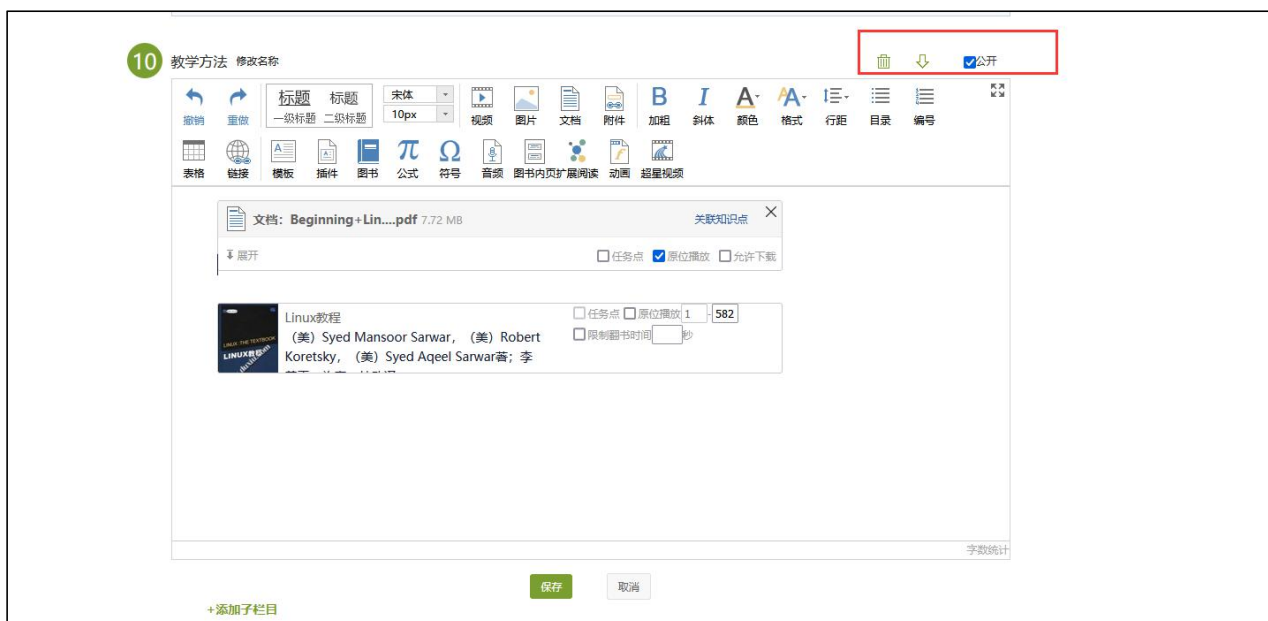 10 教学方法 修改名称 公开
标题 标题 宋体
撤销 重做 一级标题 二级标题 10px 视频 图片 文档 附件 加粗 斜体 颜色 格式 行距 目录 编号
表格 链接 模板 插件 图书 公式 符号 音频 图书内页 扩展阅读 动画 超星视频
文档：Beginning+Lin....pdf 7.72 MB 关联知识点
展开 任务点 原位播放 允许下载
Linux教程 任务点 原位播放 1 - 582
（美）Syed Mansoor Sarwar，（美）Robert 限制翻书时间 秒
Koretsky，（美）Syed Aqeel Sarwar著；李
LINUX: THE TEXTBOOK
字数统计
保存 取消
+添加子栏目